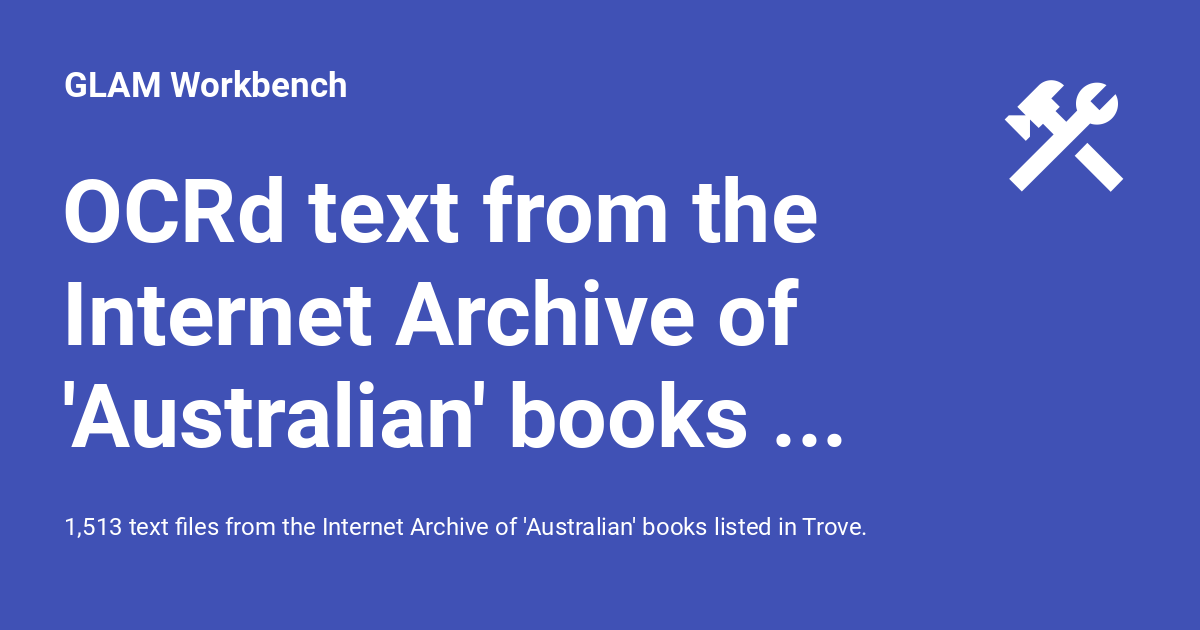 GLAM Workbench
OCRd text from the
Internet Archive of
'Australian' books ...
1,513 text files from the Internet Archive of 'Australian' books listed in Trove.